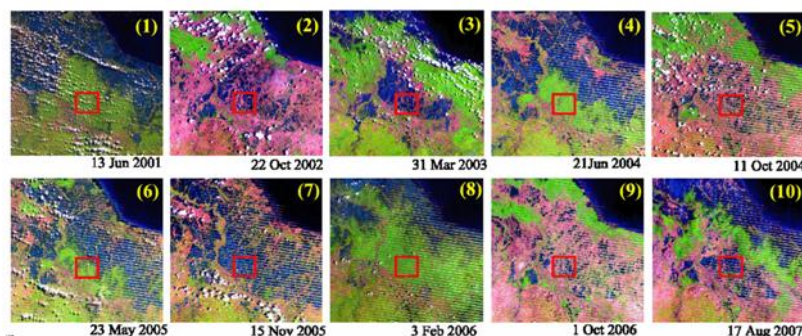 (1) (2) (3) (4) (5)
13 Jun 2001 22 Oct 2002 31 Mar 2003 21Jun 2004 11 Oct 2004
(6) (7) (8) (9) (10)
23 May 2005 15 Nov 2005 3 Feb 2006 1 Oct 2006 17 Aug 2007